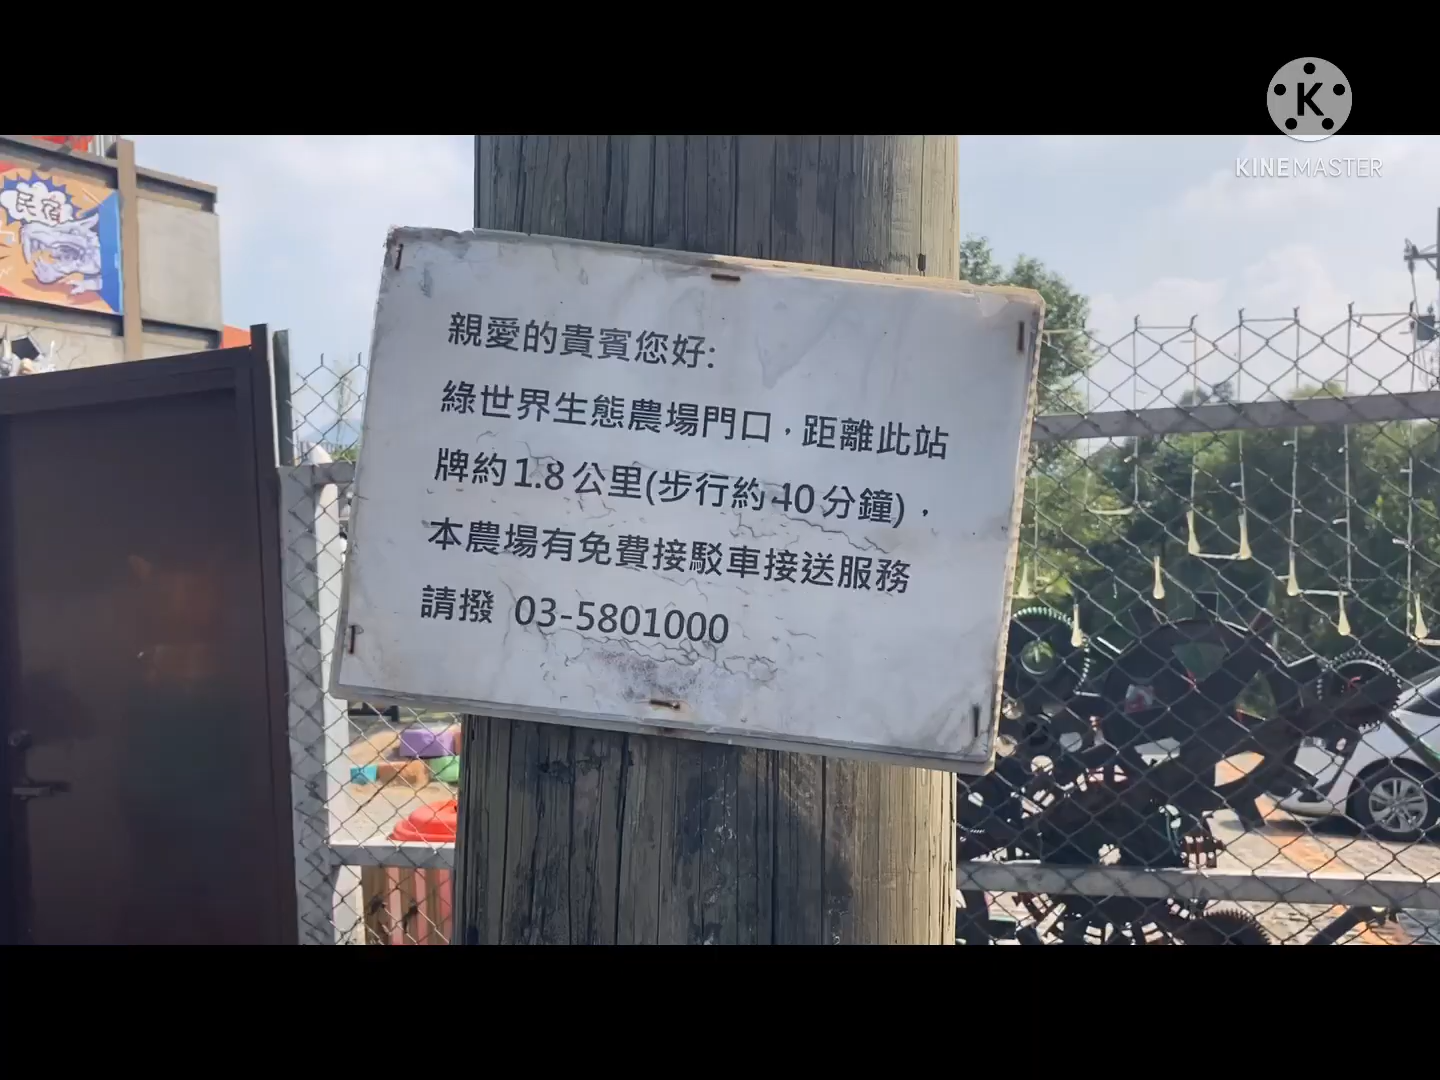 K
KINEMASTER
民宿
親愛的貴賓您好:
綠世界生態農場門口，距離此站
牌約1.8公里(步行約40分鐘)，
本農場有免費接駁車接送服務
請撥 03-5801000